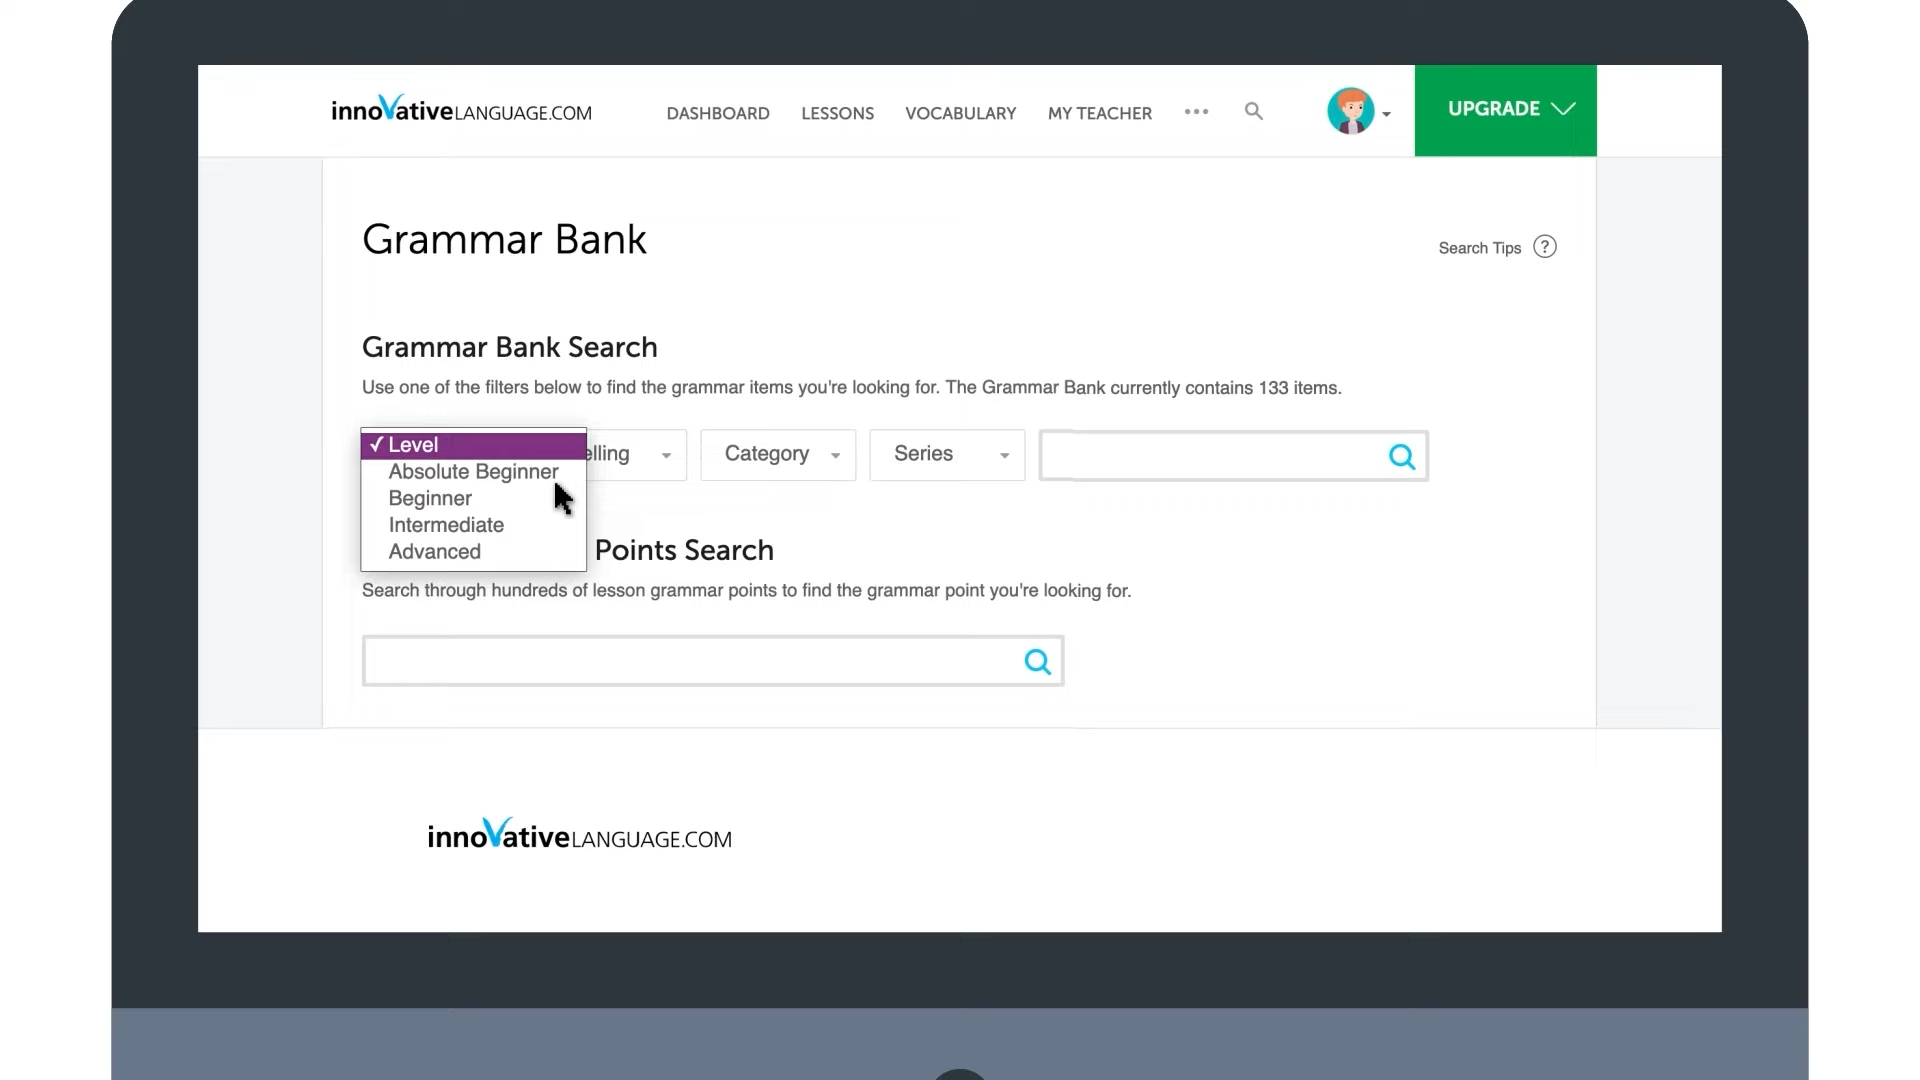 innoVativeLANGUAGE.COM DASHBOARD LESSONS VOCABULARY MY TEACHER UPGRADE
Grammar Bank
Search Tips ?
Grammar Bank Search
Use one of the filters below to find the grammar items you're looking for. The Grammar Bank currently contains 133 items.
✓ Level
Absolute Beginner
Beginner
Intermediate
Advanced
Category
Series
Points Search
Search through hundreds of lesson grammar points to find the grammar point you're looking for.
innoVativeLANGUAGE.COM